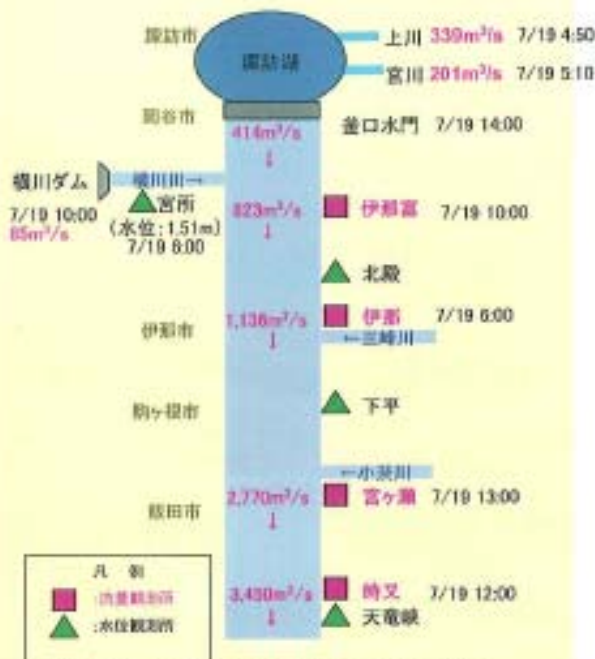 諏訪市
諏訪湖
上川 339m³/s 7/19 4:50
宮川 201m³/s 7/19 5:10
岡谷市
414m³/s
↓
釜口水門 7/19 14:00
横川ダム
7/19 10:00
85m³/s
横川川→
宮所
(水位:1.51m)
7/19 6:00
823m³/s
↓
伊那富 7/19 10:00
北殿
伊那市
1,136m³/s
↓
伊那 7/19 6:00
←三峰川
駒ヶ根市
下平
←小渋川
飯田市
2,770m³/s
↓
宮ヶ瀬 7/19 13:00
3,450m³/s
↓
時又 7/19 12:00
天竜峡
凡 例
:流量観測所
:水位観測所